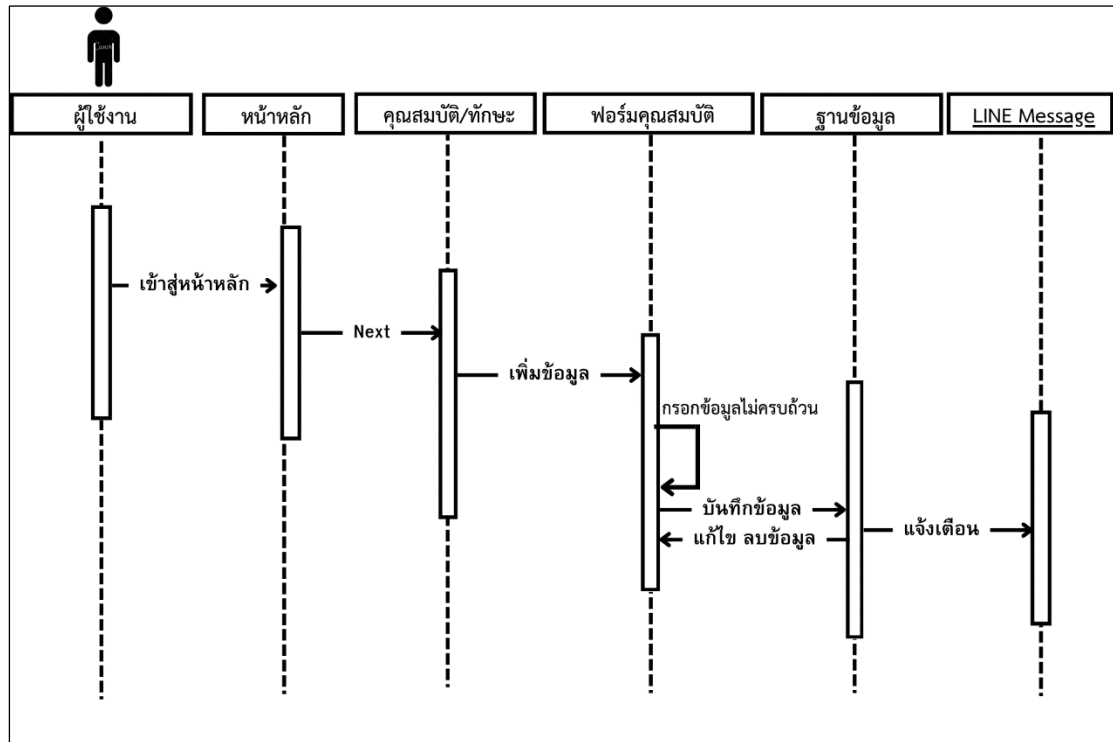 Canva
ผู้ใช้งาน
หน้าหลัก
คุณสมบัติ/ทักษะ
ฟอร์มคุณสมบัติ
ฐานข้อมูล
LINE Message
เข้าสู่หน้าหลัก
Next
เพิ่มข้อมูล
กรอกข้อมูลไม่ครบถ้วน
บันทึกข้อมูล
แก้ไข ลบข้อมูล
แจ้งเตือน